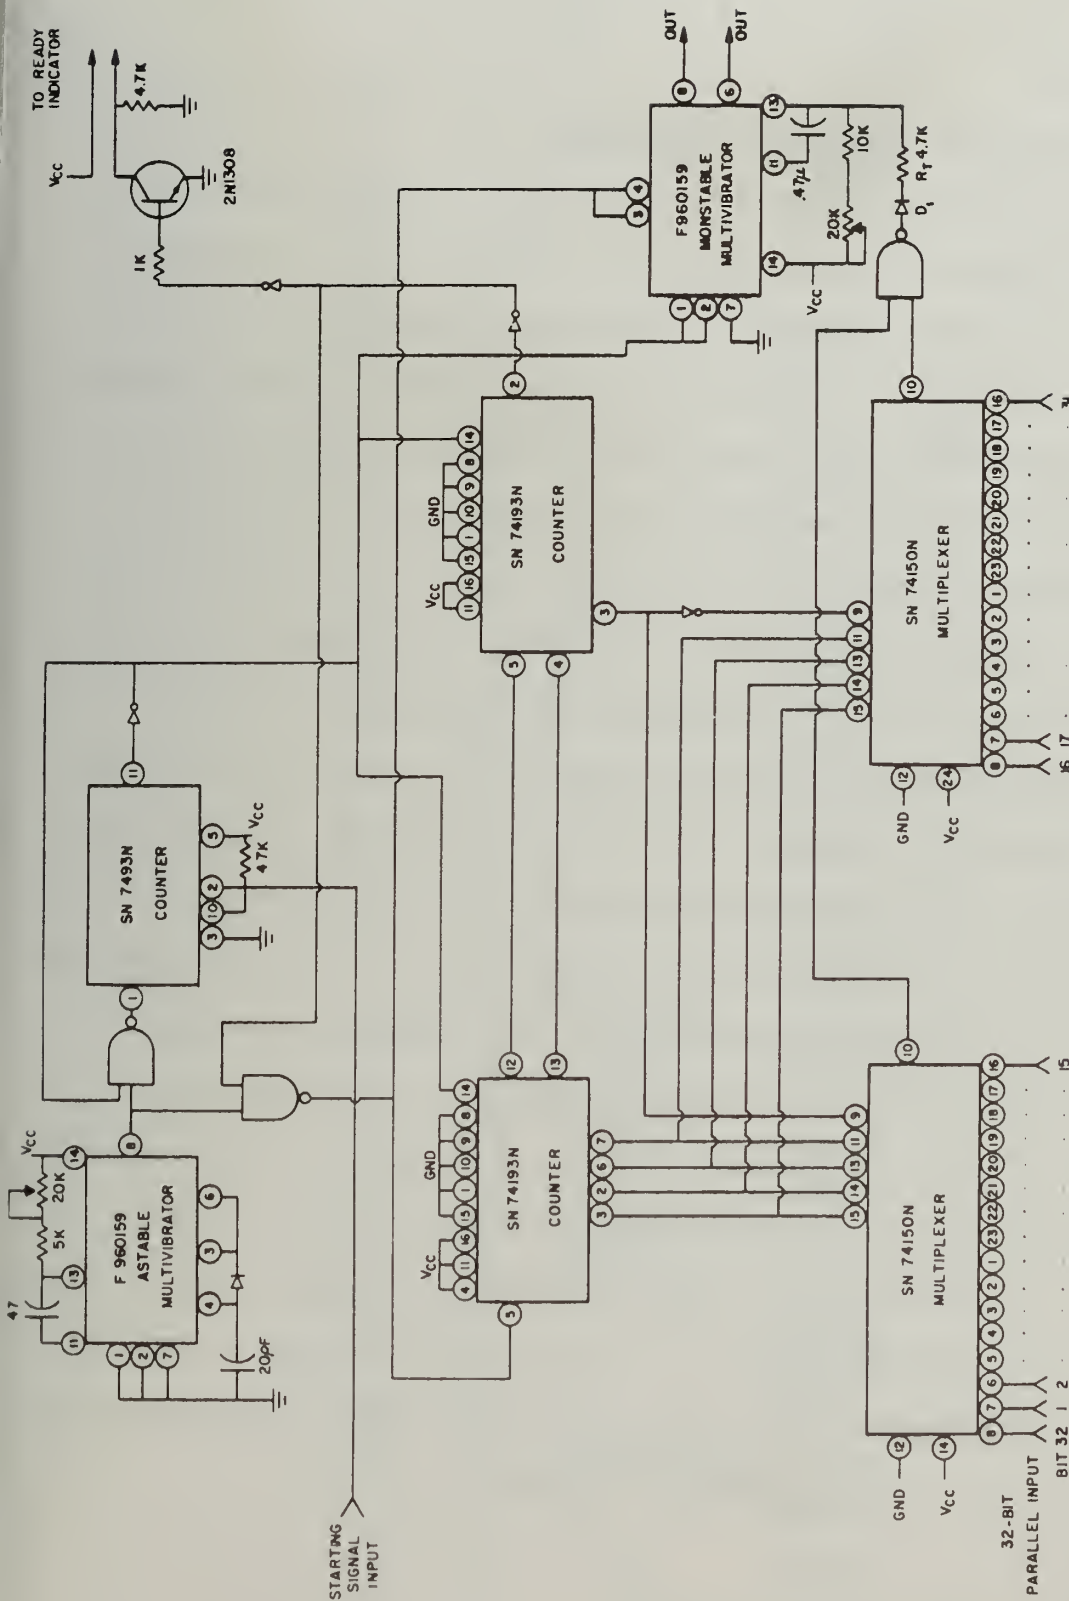 TO READY
INDICATOR
VCC
4.7K
2N1308
1K
OUT
OUT
8
6
F960159
MONSTABLE
MULTIVIBRATOR
4
3
13
11
14
1
2
7
.47µ
10K
20K
RT 4.7K
D1
VCC
2
14
8
9
10
1
15
16
11
GND
VCC
SN 74193N
COUNTER
3
5
4
11
SN 7493N
COUNTER
5
2
10
3
1
VCC
4 7K
VCC
14
20K
5K
13
47
11
F 960159
ASTABLE
MULTIVIBRATOR
8
6
3
4
1
2
7
20pF
STARTING
SIGNAL
INPUT
12
13
14
8
9
10
1
15
16
11
4
GND
VCC
SN 74193N
COUNTER
7
6
2
3
5
10
9
11
13
14
15
SN 74150N
MULTIPLEXER
16
17
18
19
20
21
22
23
1
2
3
4
5
6
7
8
12
24
GND
VCC
16 17
31
10
9
11
13
14
15
SN 74150N
MULTIPLEXER
16
17
18
19
20
21
22
23
1
2
3
4
5
6
7
8
12
14
GND
VCC
32-BIT
PARALLEL INPUT
BIT 32 1 2
15